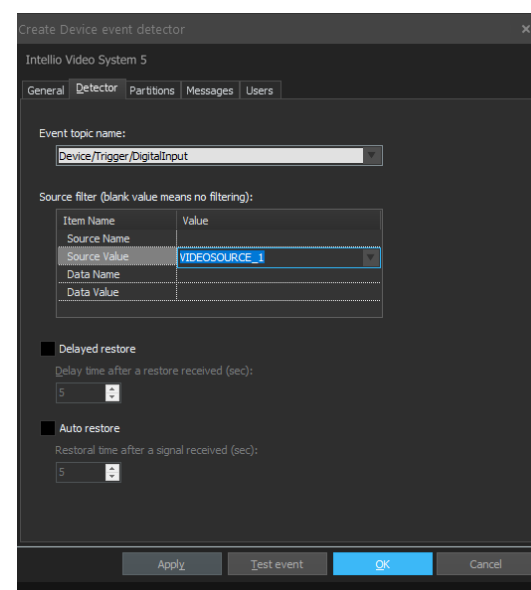 Create Device event detector
Intellio Video System 5
General Detector Partitions Messages Users
Event topic name:
Device/Trigger/DigitalInput
Source filter (blank value means no filtering):
Item Name Value
Source Name
Source Value VIDEOSOURCE_1
Data Name
Data Value
Delayed restore
Delay time after a restore received (sec):
5
Auto restore
Restoral time after a signal received (sec):
5
Apply Test event OK Cancel